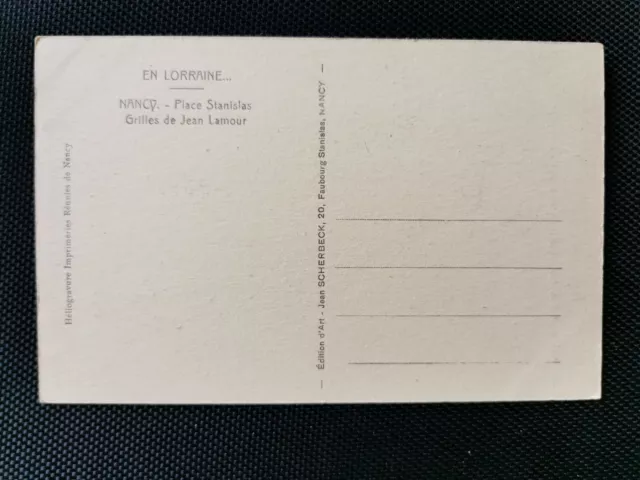 EN LORRAINE...
NANCY. - Place Stanislas
Grilles de Jean Lamour
Héliogravure Imprimeries Réunies de Nancy
— Édition d'Art - Jean SCHERBECK, 20, Faubourg Stanislas, NANCY —